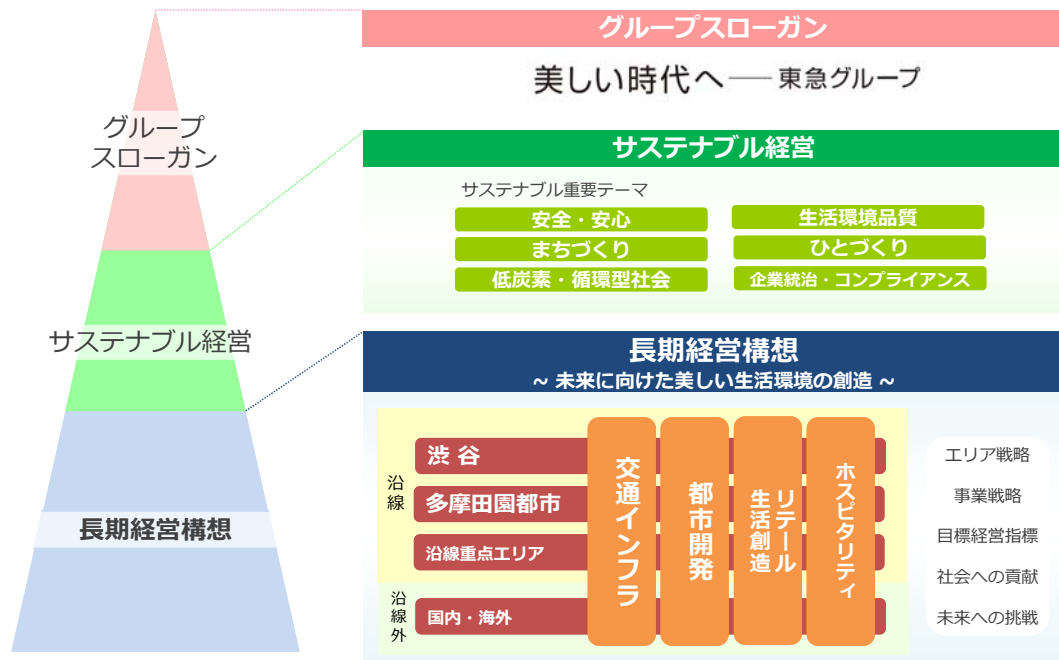 グループ
スローガン
サステナブル経営
長期経営構想
グループスローガン
美しい時代へ──東急グループ
サステナブル経営
サステナブル重要テーマ
安全・安心
生活環境品質
まちづくり
ひとづくり
低炭素・循環型社会
企業統治・コンプライアンス
長期経営構想
~ 未来に向けた美しい生活環境の創造 ~
沿線
渋谷
多摩田園都市
沿線重点エリア
沿線外
国内・海外
交通インフラ
都市開発
リテール
生活創造
ホスピタリティ
エリア戦略
事業戦略
目標経営指標
社会への貢献
未来への挑戦